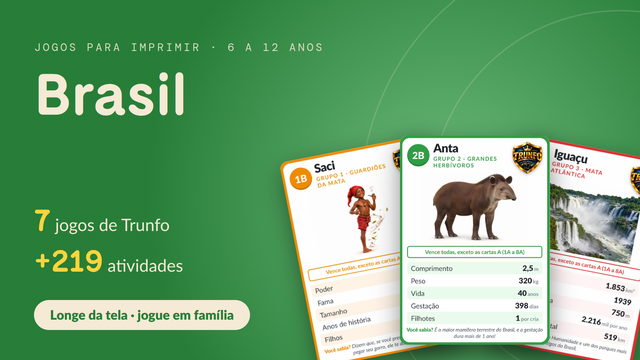 JOGOS PARA IMPRIMIR · 6 A 12 ANOS
Brasil
7 jogos de Trunfo
+219 atividades
Longe da tela · jogue em família
1B
Saci
GRUPO 1 · GUARDIÕES
DA MATA
Vence todas, exceto as cartas A (1A a 8A)
Poder
Fama
Tamanho
Anos de história
Filhos
2B
Anta
GRUPO 2 · GRANDES
HERBÍVOROS
TRUNFO
Vence todas, exceto as cartas A (1A a 8A)
Comprimento 2,5 m
Peso 320 kg
Vida 40 anos
Gestação 398 dias
Filhotes 1 por cria
Você sabia? É o maior mamífero terrestre do Brasil, e a gestação
dura mais de 1 ano!
Iguaçu
GRUPO 3 · MATA
ATLÂNTICA
exceto as cartas A (1A a 8A)
1.853 km²
1939
750 m
2.216 mil por ano
519 km